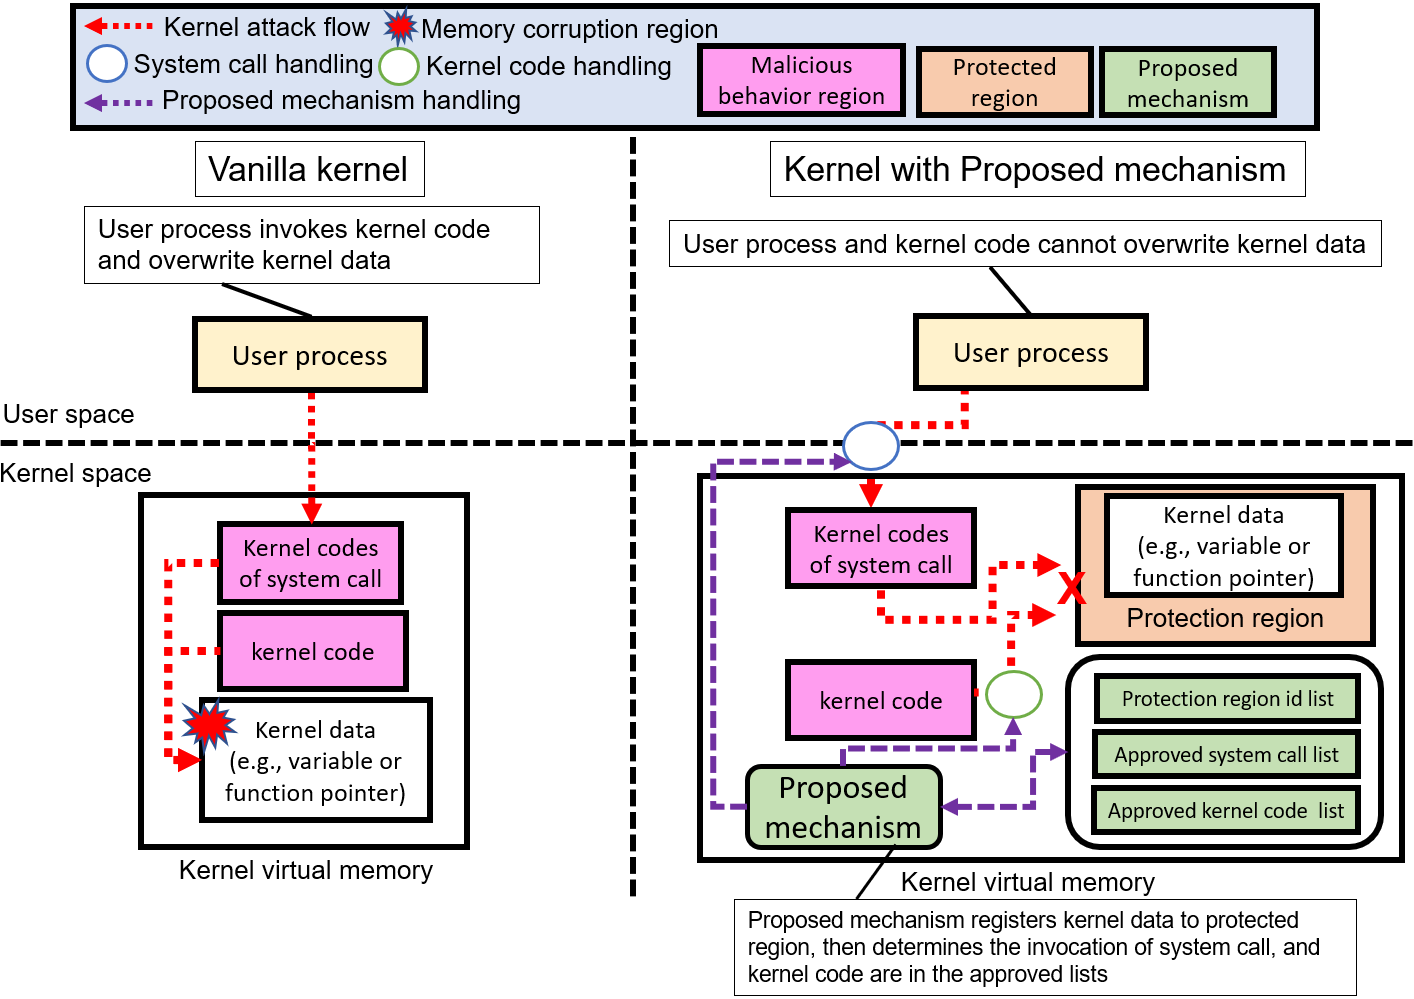 Kernel attack flow
Memory corruption region
System call handling
Kernel code handling
Proposed mechanism handling
Malicious
behavior region
Protected
region
Proposed
mechanism
Vanilla kernel
User process invokes kernel code
and overwrite kernel data
User process
User space
Kernel space
Kernel codes
of system call
kernel code
Kernel data
(e.g., variable or
function pointer)
Kernel virtual memory
Kernel with Proposed mechanism
User process and kernel code cannot overwrite kernel data
User process
Kernel codes
of system call
Kernel data
(e.g., variable or
function pointer)
X
Protection region
kernel code
Protection region id list
Approved system call list
Approved kernel code list
Proposed
mechanism
Kernel virtual memory
Proposed mechanism registers kernel data to protected
region, then determines the invocation of system call, and
kernel code are in the approved lists